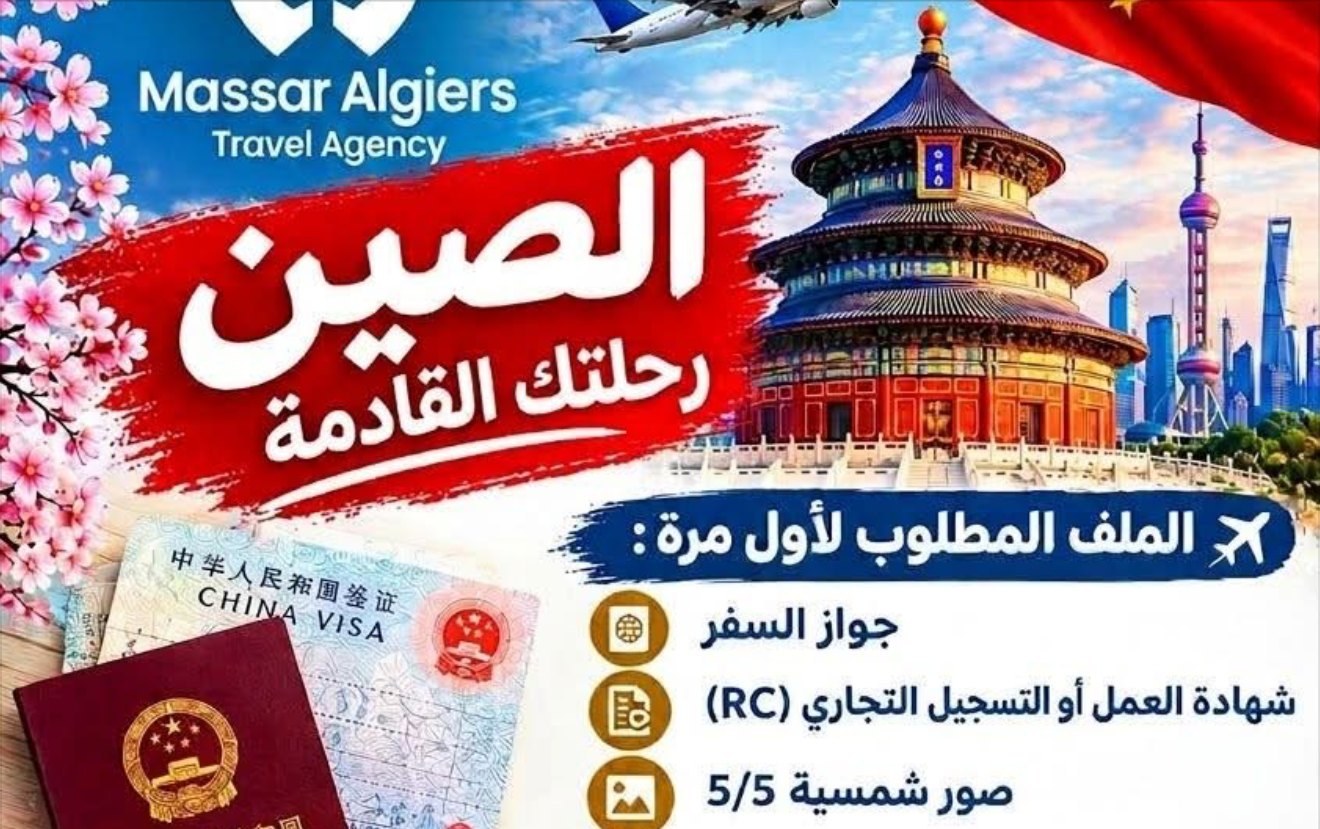 Massar Algiers
Travel Agency
الصين
رحلتك القادمة
الملف المطلوب لأول مرة :
جواز السفر
شهادة العمل أو التسجيل التجاري (RC)
صور شمسية 5/5
中华人民和国签证
CHINA VISA